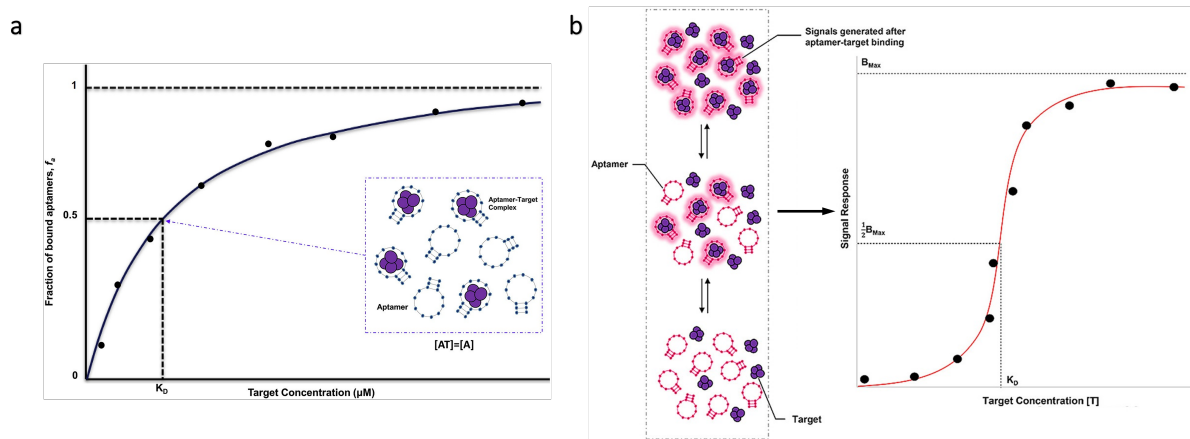 a
1
0.5
0
Fraction of bound aptamers, fa
KD
Target Concentration (μM)
Aptamer-Target
Complex
Aptamer
[AT]=[A]
b
Signals generated after
aptamer-target binding
Aptamer
Target
BMax
½BMax
Signal Response
KD
Target Concentration [T]